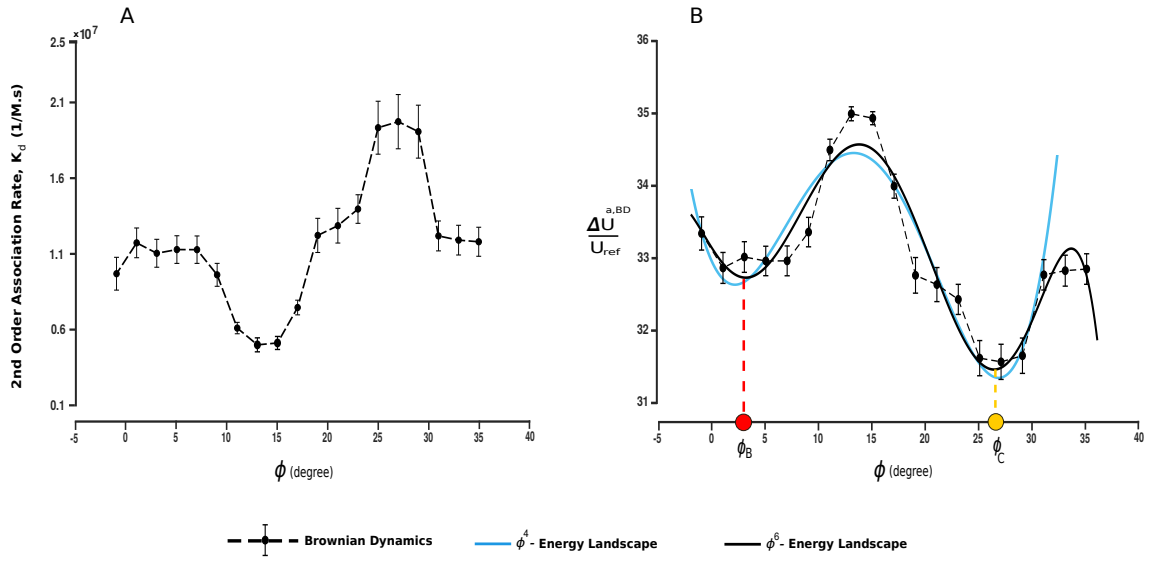 A
×10⁷
2.5
2.1
1.6
1.1
0.6
0.1
2nd Order Association Rate, K_d (1/M.s)
-5 0 5 10 15 20 25 30 35 40
ϕ (degree)
B
36
35
34
33
32
31
ΔU^a,BD
U_ref
-5 0 5 10 15 20 25 30 35 40
ϕ_B ϕ_C
ϕ (degree)
Brownian Dynamics ϕ⁴- Energy Landscape ϕ⁶- Energy Landscape